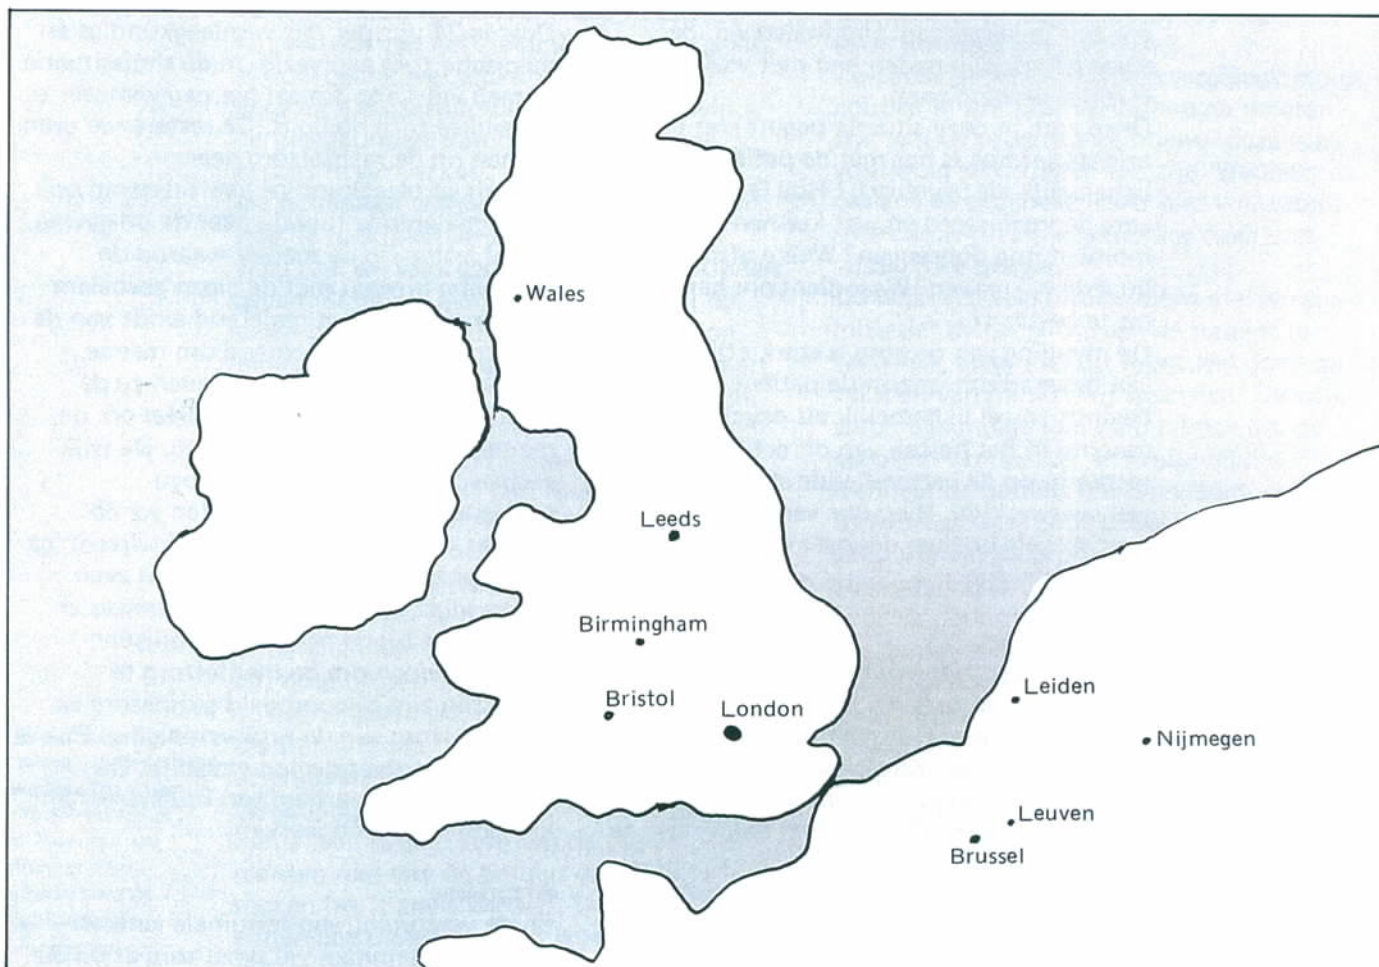 Wales
Leeds
Birmingham
Bristol
London
Leiden
Nijmegen
Leuven
Brussel